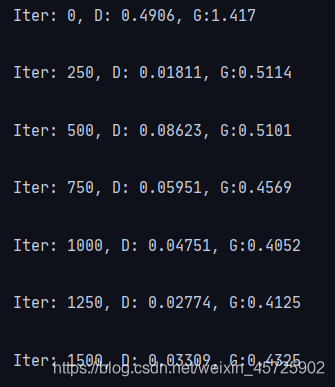 Iter: 0, D: 0.4906, G:1.417
Iter: 250, D: 0.01811, G:0.5114
Iter: 500, D: 0.08623, G:0.5101
Iter: 750, D: 0.05951, G:0.4569
Iter: 1000, D: 0.04751, G:0.4052
Iter: 1250, D: 0.02774, G:0.4125
Iter: 1500, D: 0.03309, G:0.4325
https://blog.csdn.net/weixin_45725902